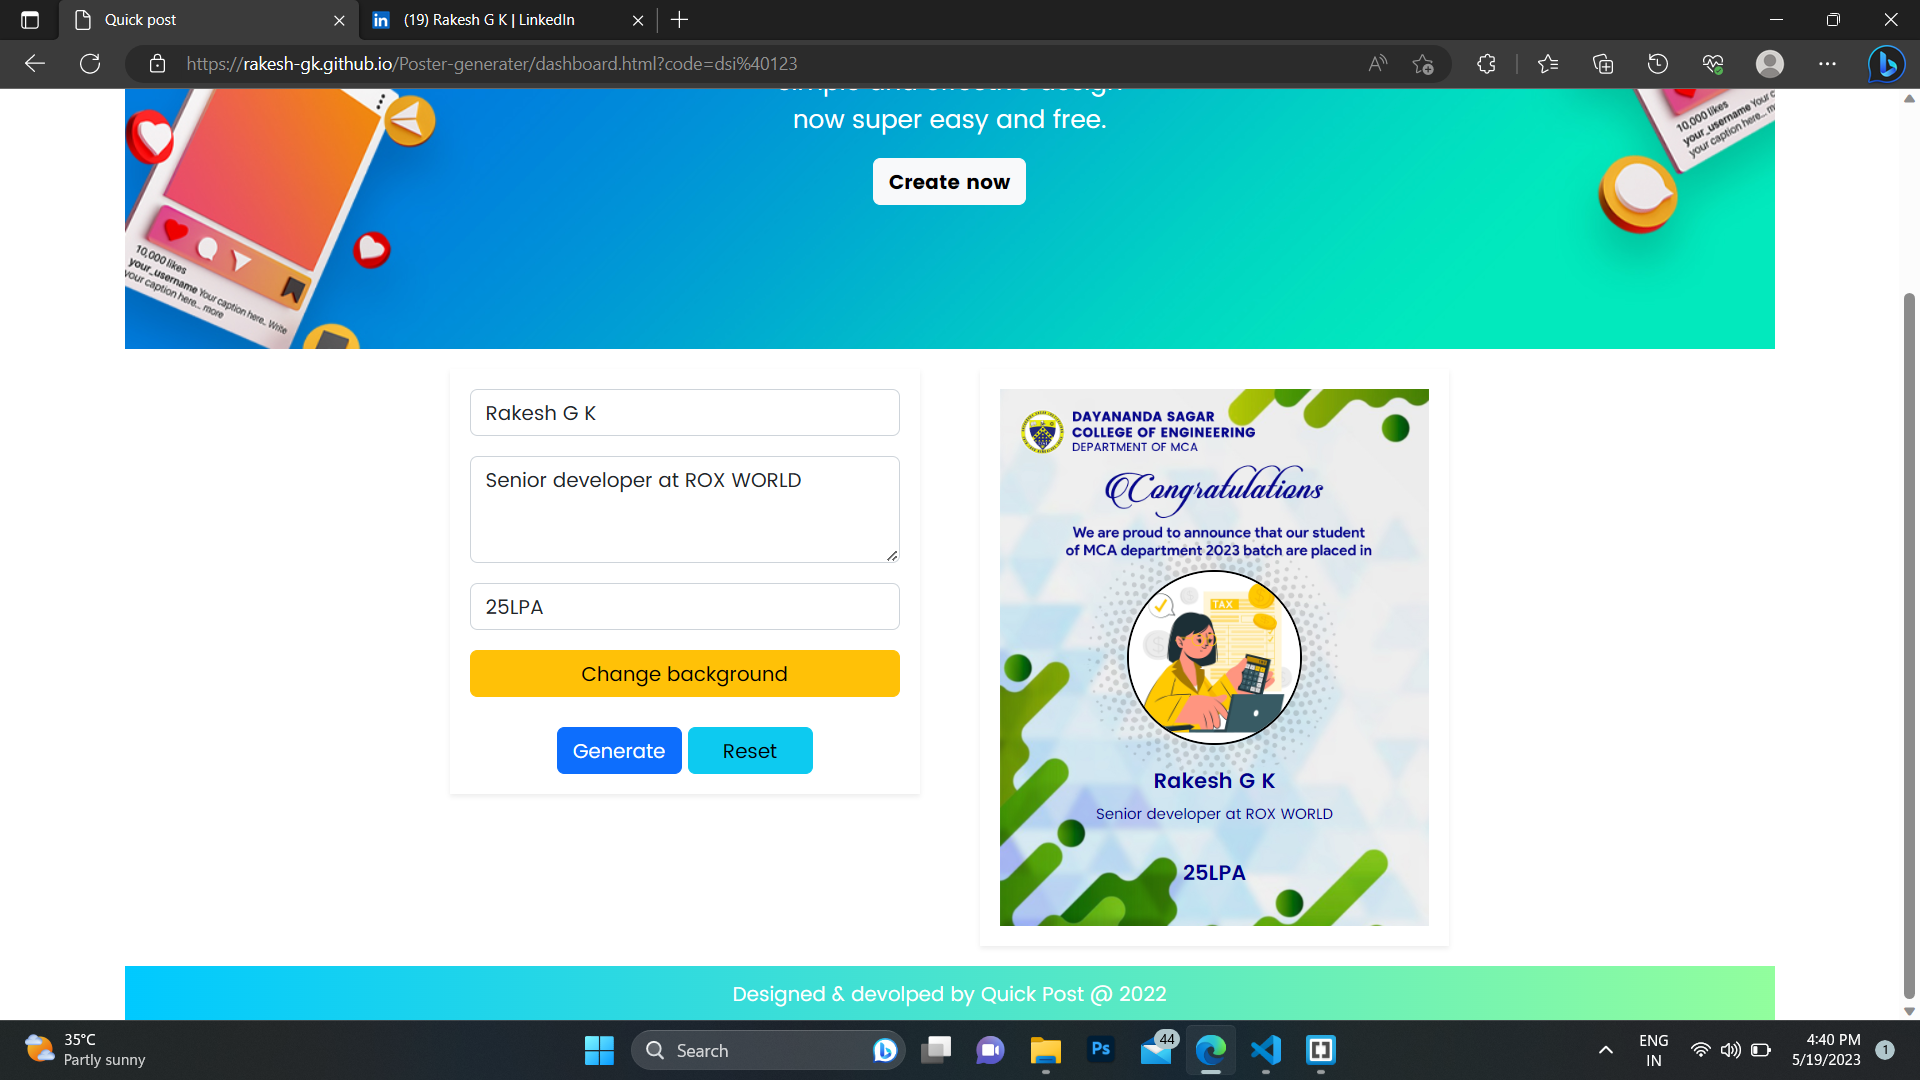 Quick post
(19) Rakesh G K | LinkedIn
https://rakesh-gk.github.io/Poster-generater/dashboard.html?code=dsi%40123
now super easy and free.
Create now
10,000 likes
your_username Your caption here.. Write
your caption here... more
10,000 likes
your_username Your c
your caption here... mor
Rakesh G K
Senior developer at ROX WORLD
25LPA
Change background
Generate
Reset
DAYANANDA SAGAR
COLLEGE OF ENGINEERING
DEPARTMENT OF MCA
Congratulations
We are proud to announce that our student
of MCA department 2023 batch are placed in
TAX
Rakesh G K
Senior developer at ROX WORLD
25LPA
Designed & devolped by Quick Post @ 2022
35°C
Partly sunny
Search
Ps
44
ENG
IN
4:40 PM
5/19/2023
1